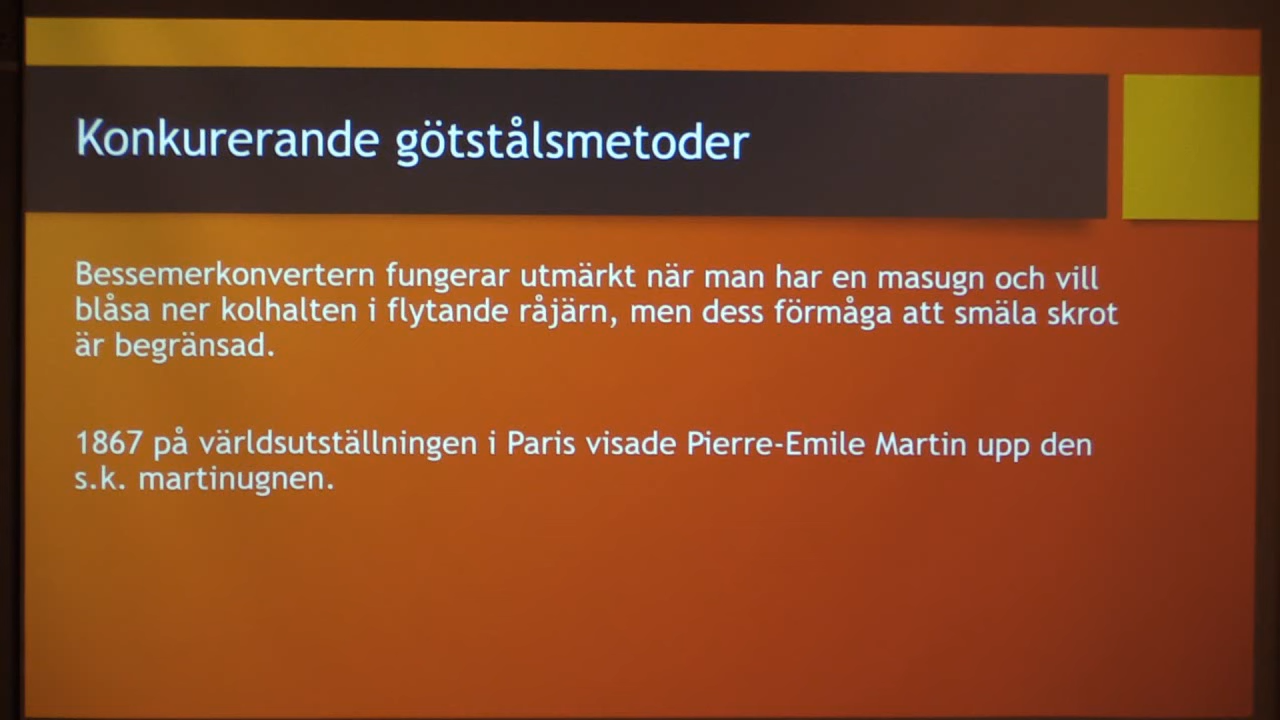 Konkurerande götstålsmetoder
Bessemerkonvertern fungerar utmärkt när man har en masugn och vill
blåsa ner kolhalten i flytande råjärn, men dess förmåga att smäla skrot
är begränsad.
1867 på världsutställningen i Paris visade Pierre-Emile Martin upp den
s.k. martinugnen.